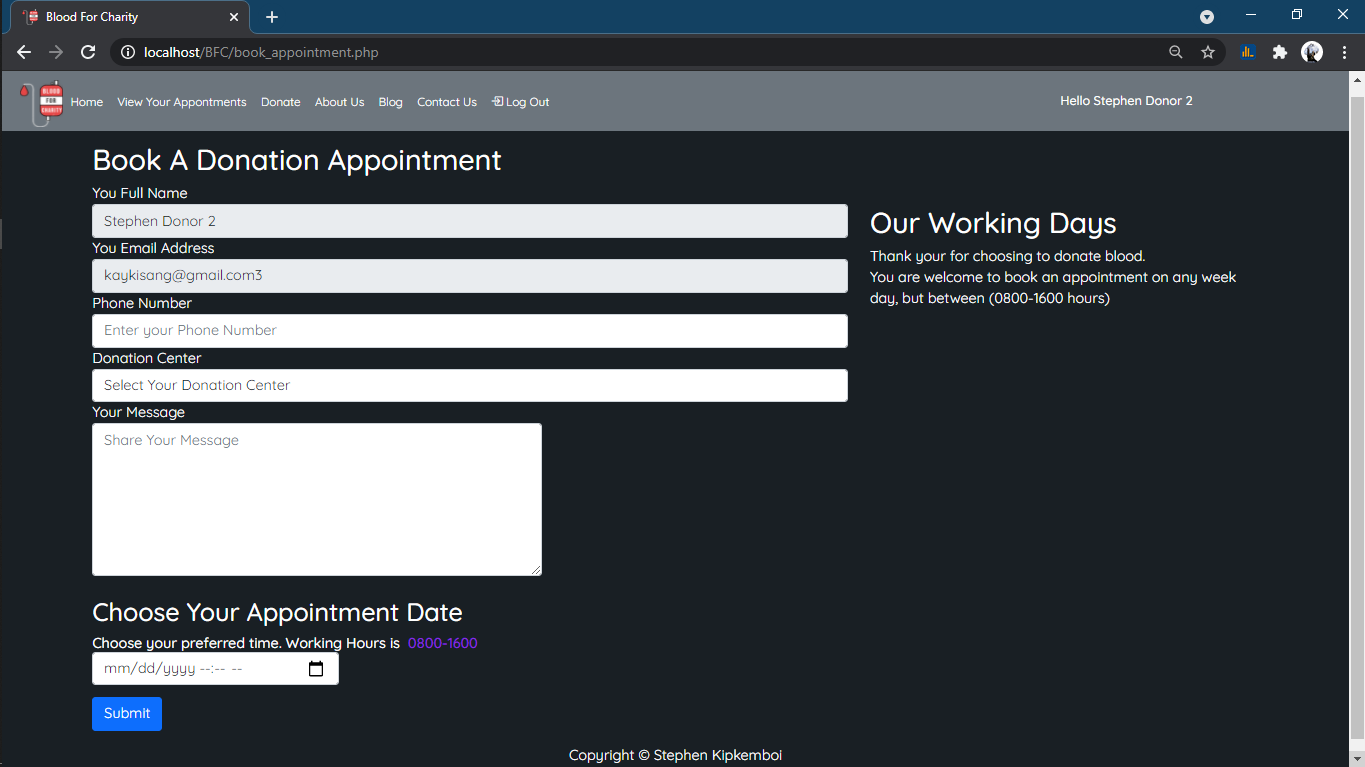 Blood For Charity
localhost/BFC/book_appointment.php
BLOOD
FOR
CHARITY
Home View Your Appontments Donate About Us Blog Contact Us Log Out
Hello Stephen Donor 2
Book A Donation Appointment
You Full Name
Stephen Donor 2
You Email Address
kaykisang@gmail.com3
Phone Number
Enter your Phone Number
Donation Center
Select Your Donation Center
Your Message
Share Your Message
Our Working Days
Thank your for choosing to donate blood.
You are welcome to book an appointment on any week
day, but between (0800-1600 hours)
Choose Your Appointment Date
Choose your preferred time. Working Hours is 0800-1600
mm/dd/yyyy --:-- --
Submit
Copyright © Stephen Kipkemboi